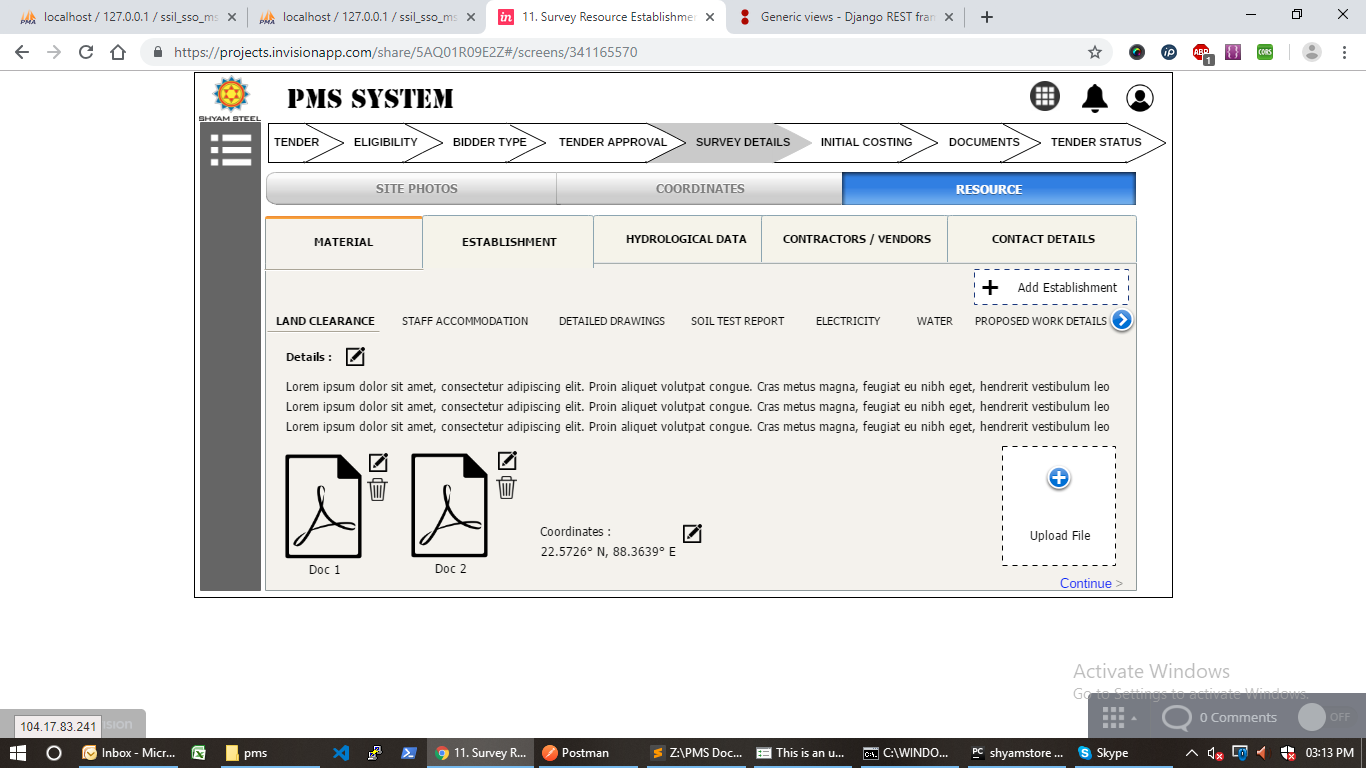 localhost / 127.0.0.1 / ssil_sso_ms
localhost / 127.0.0.1 / ssil_sso_ms
11. Survey Resource Establishmen
Generic views - Django REST fram
https://projects.invisionapp.com/share/5AQ01R09E2Z#/screens/341165570
SHYAM STEEL
PMS SYSTEM
TENDER ELIGIBILITY BIDDER TYPE TENDER APPROVAL SURVEY DETAILS INITIAL COSTING DOCUMENTS TENDER STATUS
SITE PHOTOS COORDINATES RESOURCE
MATERIAL ESTABLISHMENT HYDROLOGICAL DATA CONTRACTORS / VENDORS CONTACT DETAILS
Add Establishment
LAND CLEARANCE STAFF ACCOMMODATION DETAILED DRAWINGS SOIL TEST REPORT ELECTRICITY WATER PROPOSED WORK DETAILS
Details :
Lorem ipsum dolor sit amet, consectetur adipiscing elit. Proin aliquet volutpat congue. Cras metus magna, feugiat eu nibh eget, hendrerit vestibulum leo
Lorem ipsum dolor sit amet, consectetur adipiscing elit. Proin aliquet volutpat congue. Cras metus magna, feugiat eu nibh eget, hendrerit vestibulum leo
Lorem ipsum dolor sit amet, consectetur adipiscing elit. Proin aliquet volutpat congue. Cras metus magna, feugiat eu nibh eget, hendrerit vestibulum leo
Doc 1
Doc 2
Coordinates :
22.5726° N, 88.3639° E
Upload File
Continue >
Activate Windows
Go to Settings to activate Windows.
104.17.83.241
0 Comments OFF
Inbox - Micr... pms 11. Survey R... Postman Z:\PMS Doc... This is an u... C:\WINDO... shyamstore ... Skype 03:13 PM